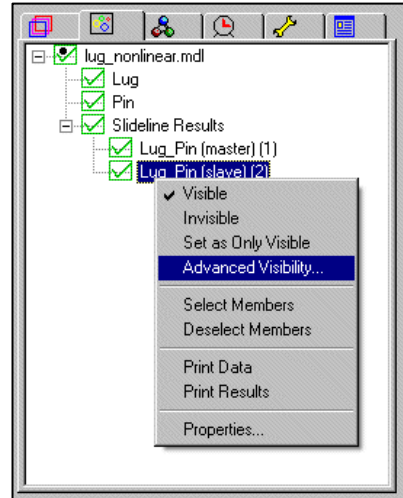 lug_nonlinear.mdl
Lug
Pin
Slideline Results
Lug_Pin (master) (1)
Lug_Pin (slave) (2)
Visible
Invisible
Set as Only Visible
Advanced Visibility...
Select Members
Deselect Members
Print Data
Print Results
Properties...